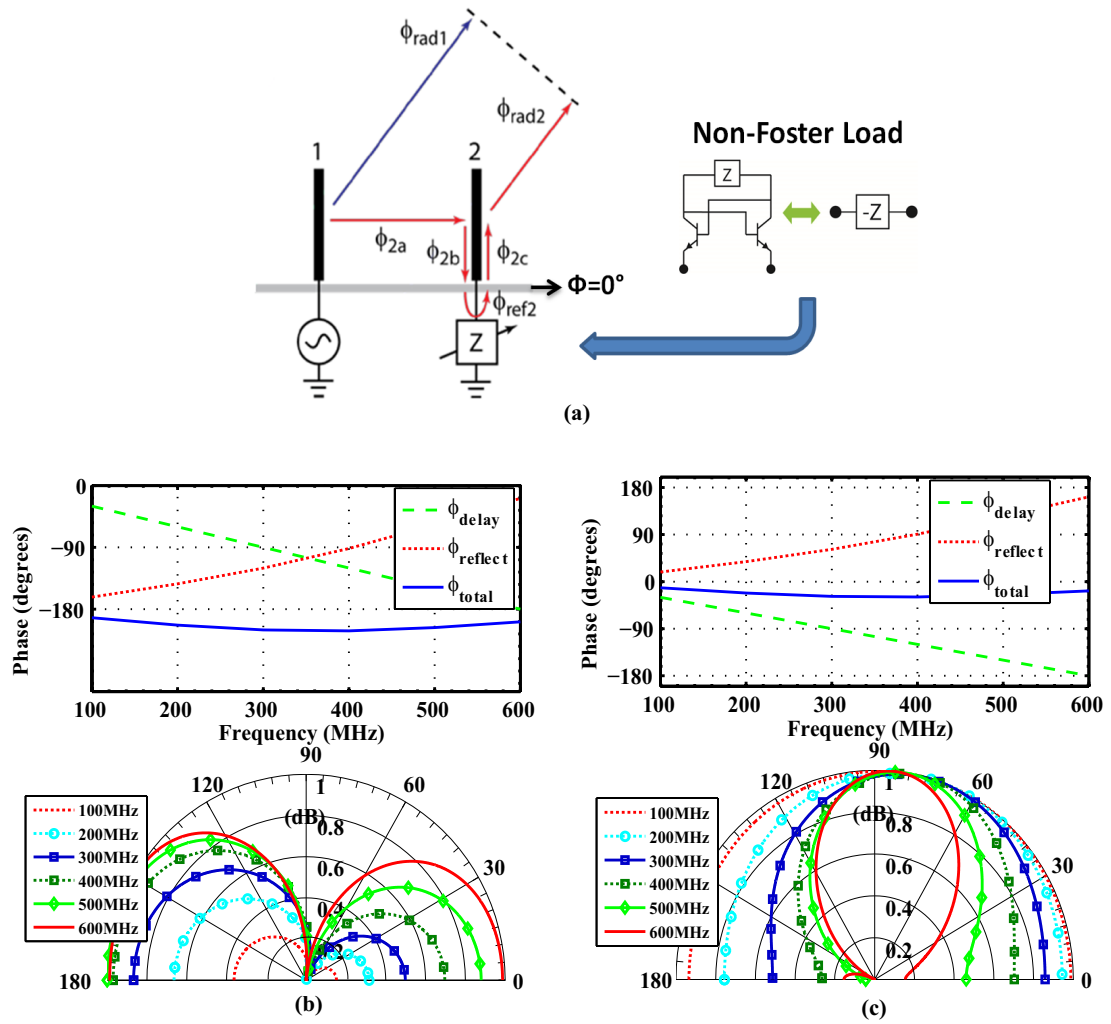 ϕrad1
ϕrad2
1
2
ϕ2a
ϕ2b
ϕ2c
ϕref2
Φ=0°
Z
Non-Foster Load
Z
-Z
(a)
0
−90
−180
Phase (degrees)
100
200
300
400
500
600
Frequency (MHz)
ϕdelay
ϕreflect
ϕtotal
180
90
0
−90
−180
Phase (degrees)
100
200
300
400
500
600
Frequency (MHz)
ϕdelay
ϕreflect
ϕtotal
90
120
60
30
180
0
1
(dB)
0.8
0.6
0.4
0.2
100MHz
200MHz
300MHz
400MHz
500MHz
600MHz
(b)
90
120
60
30
180
0
1
(dB)
0.8
0.6
0.4
0.2
100MHz
200MHz
300MHz
400MHz
500MHz
600MHz
(c)